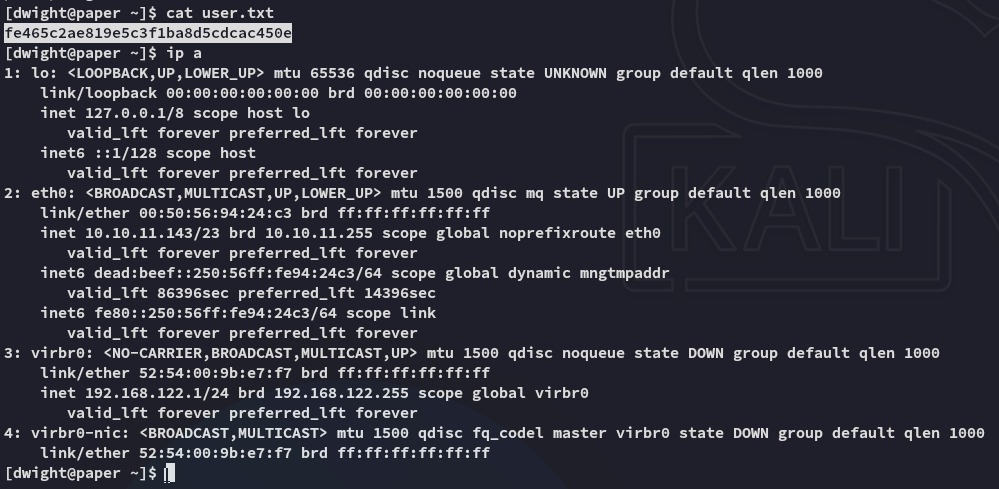 [dwight@paper ~]$ cat user.txt
fe465c2ae819e5c3f1ba8d5cdcac450e
[dwight@paper ~]$ ip a
1: lo: <LOOPBACK,UP,LOWER_UP> mtu 65536 qdisc noqueue state UNKNOWN group default qlen 1000
    link/loopback 00:00:00:00:00:00 brd 00:00:00:00:00:00
    inet 127.0.0.1/8 scope host lo
       valid_lft forever preferred_lft forever
    inet6 ::1/128 scope host
       valid_lft forever preferred_lft forever
2: eth0: <BROADCAST,MULTICAST,UP,LOWER_UP> mtu 1500 qdisc mq state UP group default qlen 1000
    link/ether 00:50:56:94:24:c3 brd ff:ff:ff:ff:ff:ff
    inet 10.10.11.143/23 brd 10.10.11.255 scope global noprefixroute eth0
       valid_lft forever preferred_lft forever
    inet6 dead:beef::250:56ff:fe94:24c3/64 scope global dynamic mngtmpaddr
       valid_lft 86396sec preferred_lft 14396sec
    inet6 fe80::250:56ff:fe94:24c3/64 scope link
       valid_lft forever preferred_lft forever
3: virbr0: <NO-CARRIER,BROADCAST,MULTICAST,UP> mtu 1500 qdisc noqueue state DOWN group default qlen 1000
    link/ether 52:54:00:9b:e7:f7 brd ff:ff:ff:ff:ff:ff
    inet 192.168.122.1/24 brd 192.168.122.255 scope global virbr0
       valid_lft forever preferred_lft forever
4: virbr0-nic: <BROADCAST,MULTICAST> mtu 1500 qdisc fq_codel master virbr0 state DOWN group default qlen 1000
    link/ether 52:54:00:9b:e7:f7 brd ff:ff:ff:ff:ff:ff
[dwight@paper ~]$
KALI